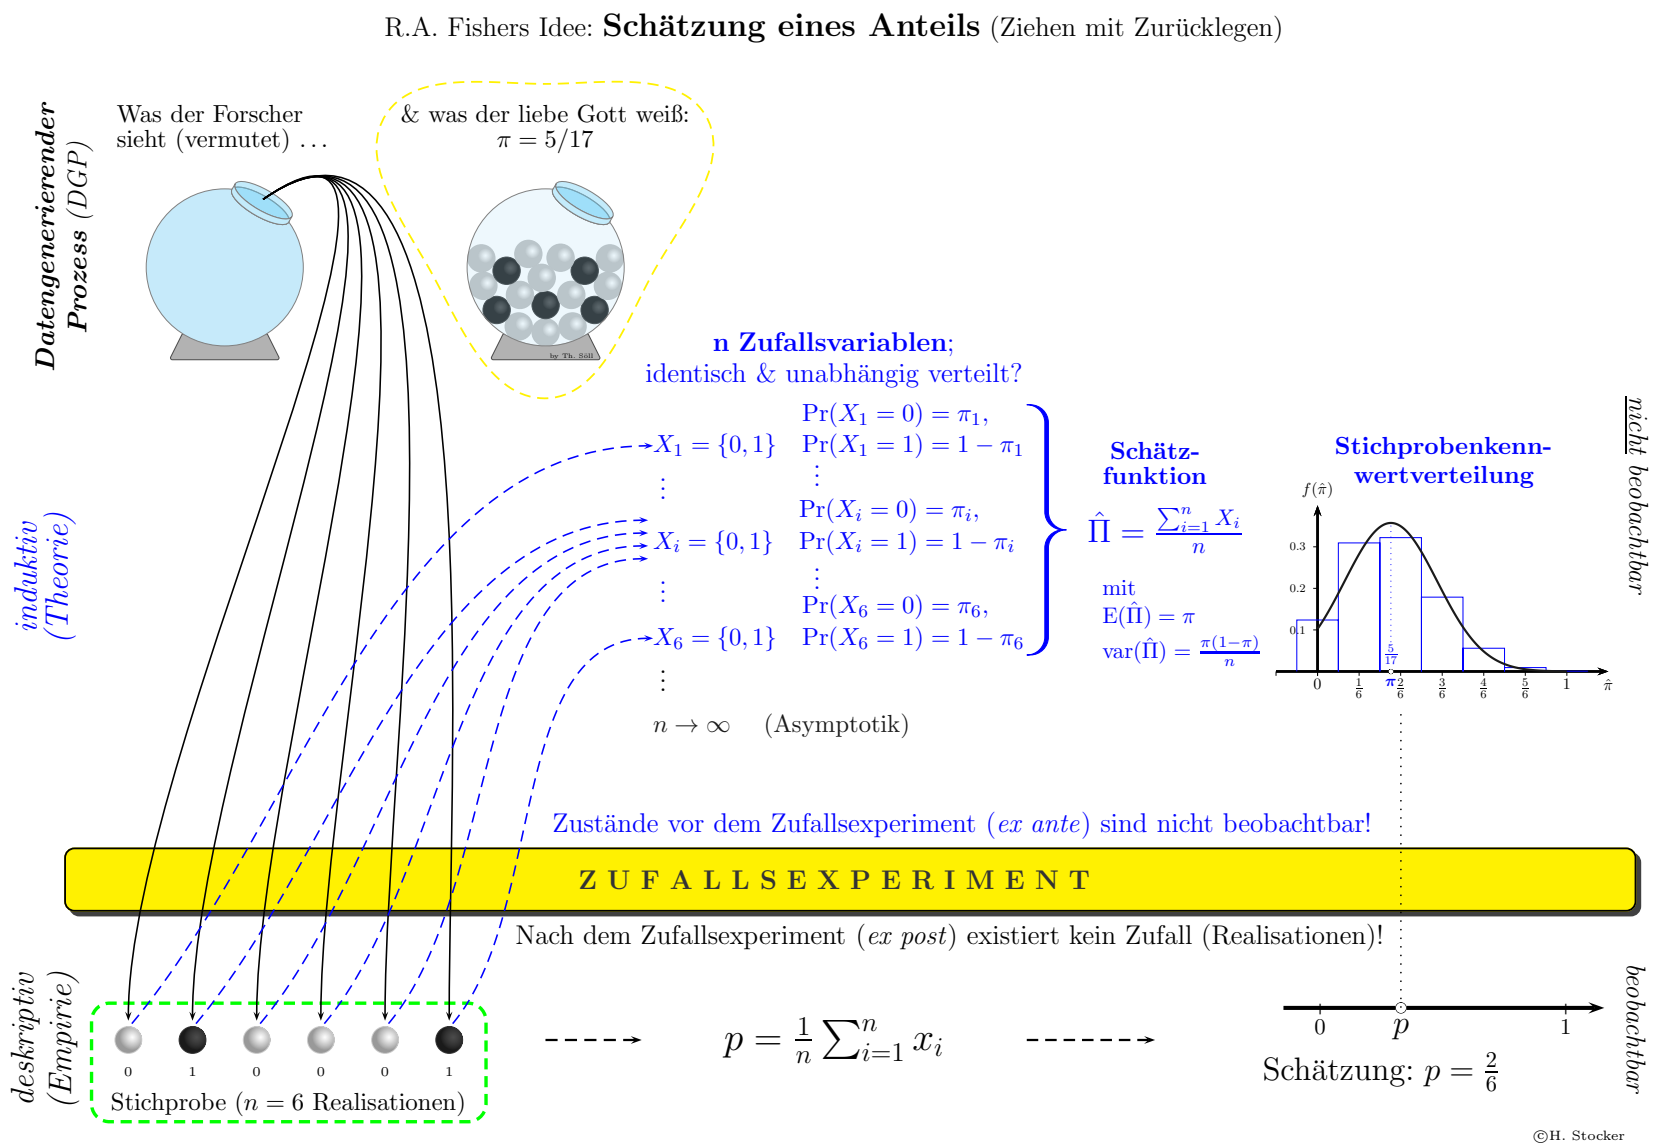 R.A. Fishers Idee: Schätzung eines Anteils (Ziehen mit Zurücklegen)
Datengenerierender
Prozess (DGP)
Was der Forscher
sieht (vermutet) …
& was der liebe Gott weiß:
π = 5/17
by Th. Söll
induktiv
(Theorie)
n Zufallsvariablen;
identisch & unabhängig verteilt?
Pr(X₁ = 0) = π₁,
X₁ = {0, 1} Pr(X₁ = 1) = 1 − π₁
⋮ ⋮
Pr(Xᵢ = 0) = πᵢ,
Xᵢ = {0, 1} Pr(Xᵢ = 1) = 1 − πᵢ
⋮ ⋮
Pr(X₆ = 0) = π₆,
X₆ = {0, 1} Pr(X₆ = 1) = 1 − π₆
⋮
n → ∞ (Asymptotik)
Schätz-
funktion
Π̂ = ∑ᵢ₌₁ⁿ Xᵢ / n
mit
E(Π̂) = π
var(Π̂) = π(1−π) / n
Stichprobenkenn-
wertverteilung
f(π̂)
0.3
0.2
0.1
5/17
0 1/6 π 2/6 3/6 4/6 5/6 1 π̂
nicht beobachtbar
Zustände vor dem Zufallsexperiment (ex ante) sind nicht beobachtbar!
ZUFALLSEXPERIMENT
Nach dem Zufallsexperiment (ex post) existiert kein Zufall (Realisationen)!
deskriptiv
(Empirie)
0 1 0 0 0 1
Stichprobe (n = 6 Realisationen)
p = 1/n ∑ᵢ₌₁ⁿ xᵢ
0 p 1
Schätzung: p = 2/6
beobachtbar
©H. Stocker